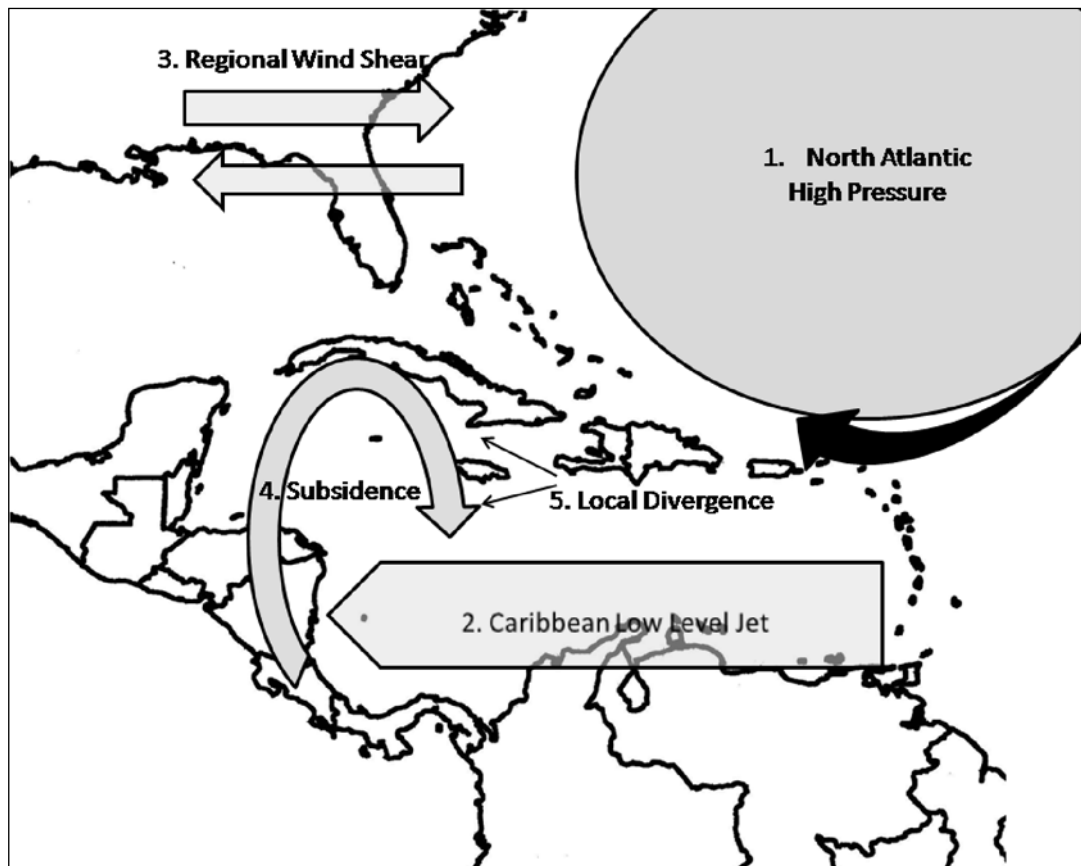 3. Regional Wind Shear
1. North Atlantic
High Pressure
4. Subsidence
5. Local Divergence
2. Caribbean Low Level Jet